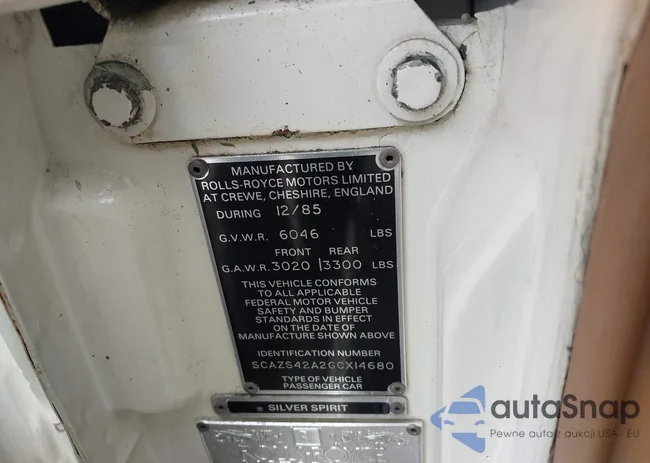 MANUFACTURED BY
ROLLS-ROYCE MOTORS LIMITED
AT CREWE, CHESHIRE, ENGLAND
DURING 12/85
G.V.W.R. 6046 LBS
FRONT REAR
G.A.W.R. 3020 3300 LBS
THIS VEHICLE CONFORMS
TO ALL APPLICABLE
FEDERAL MOTOR VEHICLE
SAFETY AND BUMPER
STANDARDS IN EFFECT
ON THE DATE OF
MANUFACTURE SHOWN ABOVE
IDENTIFICATION NUMBER
SCAZS42A2GCX14680
TYPE OF VEHICLE
PASSENGER CAR
SILVER SPIRIT
autoSnap
Pewne auto z aukcji USA - EU